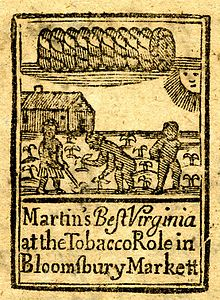 Martin's Best Virginia
at the Tobacco Role in
Bloomsbury Markett